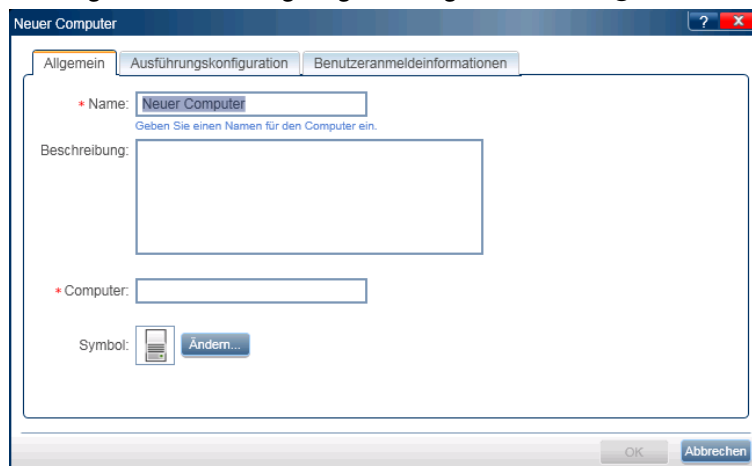 Neuer Computer ? X
Allgemein Ausführungskonfiguration Benutzeranmeldeinformationen
* Name: Neuer Computer
Geben Sie einen Namen für den Computer ein.
Beschreibung:
* Computer:
Symbol: Ändern...
OK Abbrechen